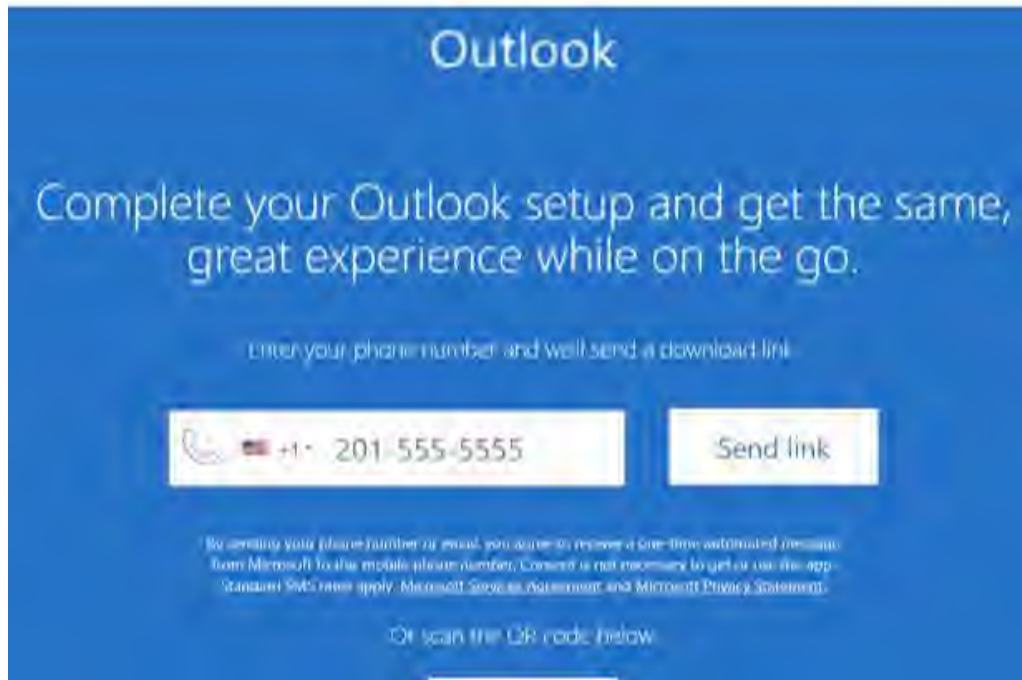 Outlook
Complete your Outlook setup and get the same,
great experience while on the go.
Enter your phone number and we'll send a download link
+1 201-555-5555 Send link
By sending your phone number or email, you agree to receive a one-time automated message
from Microsoft to the mobile phone number. Consent is not necessary to get or use the app.
Standard SMS rates apply. Microsoft Services Agreement and Microsoft Privacy Statement.
Or scan the QR code below